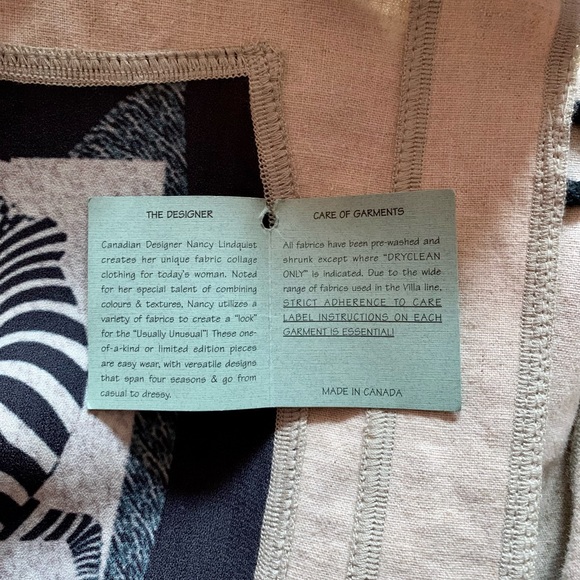 THE DESIGNER
Canadian Designer Nancy Lindquist
creates her unique fabric collage
clothing for today's woman. Noted
for her special talent of combining
colours & textures, Nancy utilizes a
variety of fabrics to create a "look"
for the "Usually Unusual"! These one-
of-a-kind or limited edition pieces
are easy wear, with versatile designs
that span four seasons & go from
casual to dressy.
CARE OF GARMENTS
All fabrics have been pre-washed and
shrunk except where "DRYCLEAN
ONLY" is indicated. Due to the wide
range of fabrics used in the Villa line,
STRICT ADHERENCE TO CARE
LABEL INSTRUCTIONS ON EACH
GARMENT IS ESSENTIAL!
MADE IN CANADA